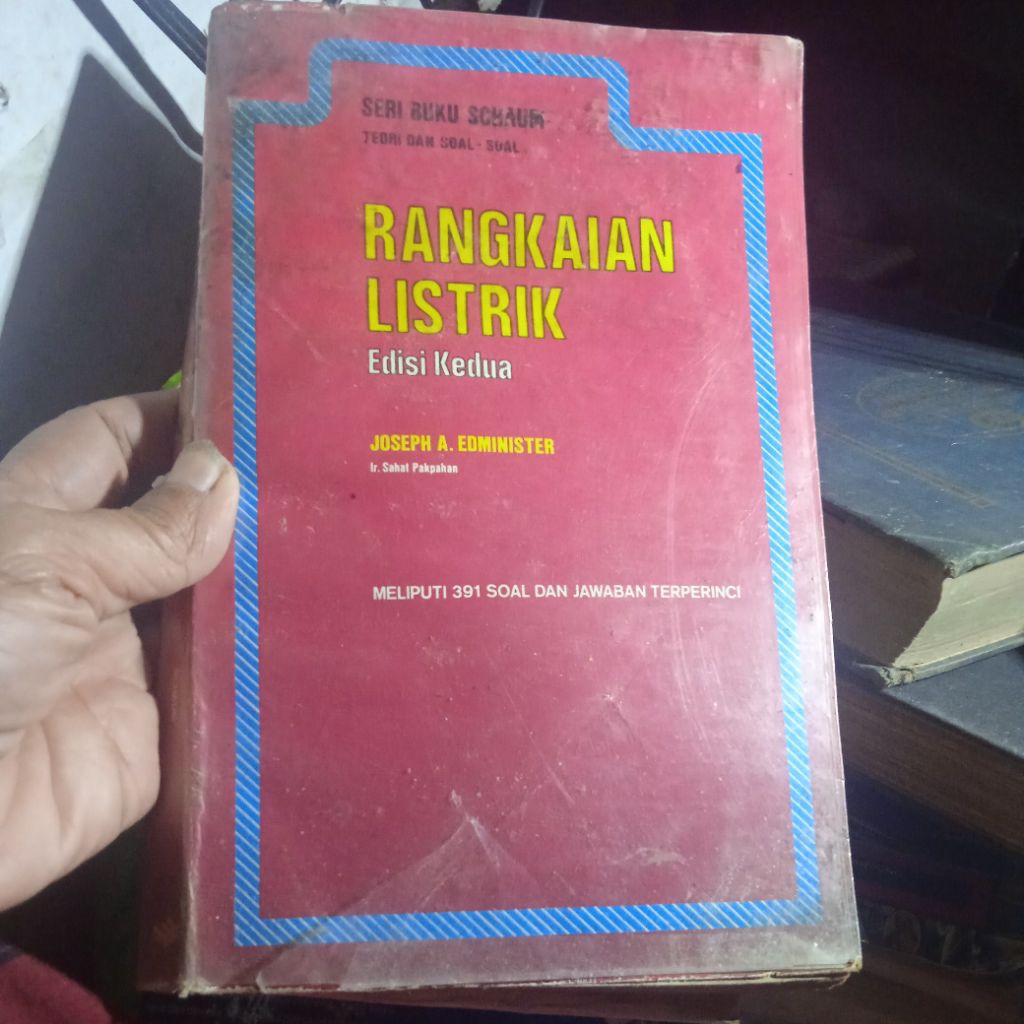 SERI BUKU SCHAUM
TEORI DAN SOAL - SOAL
RANGKAIAN
LISTRIK
Edisi Kedua
JOSEPH A. EDMINISTER
Ir. Sahat Pakpahan
MELIPUTI 391 SOAL DAN JAWABAN TERPERINCI